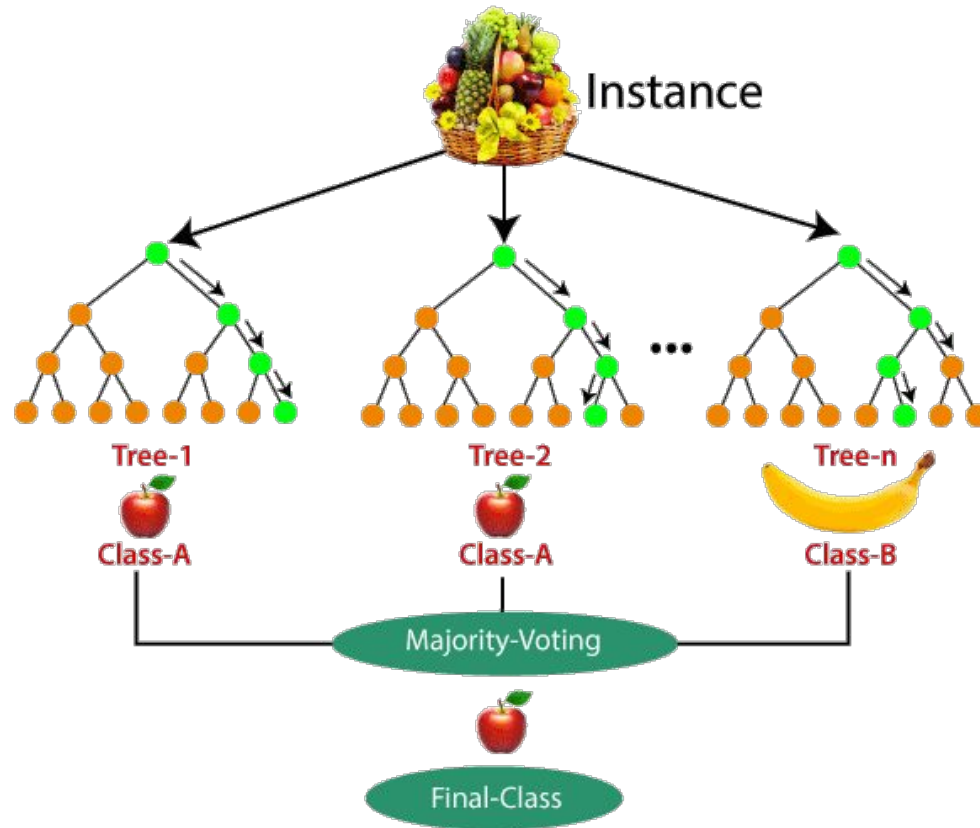 Instance
...
Tree-1
Tree-2
Tree-n
Class-A
Class-A
Class-B
Majority-Voting
Final-Class